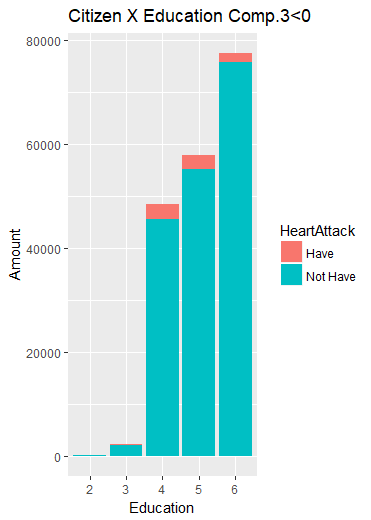 Citizen X Education Comp.3<0
80000
60000
40000
20000
0
Amount
2 3 4 5 6
Education
HeartAttack
Have
Not Have